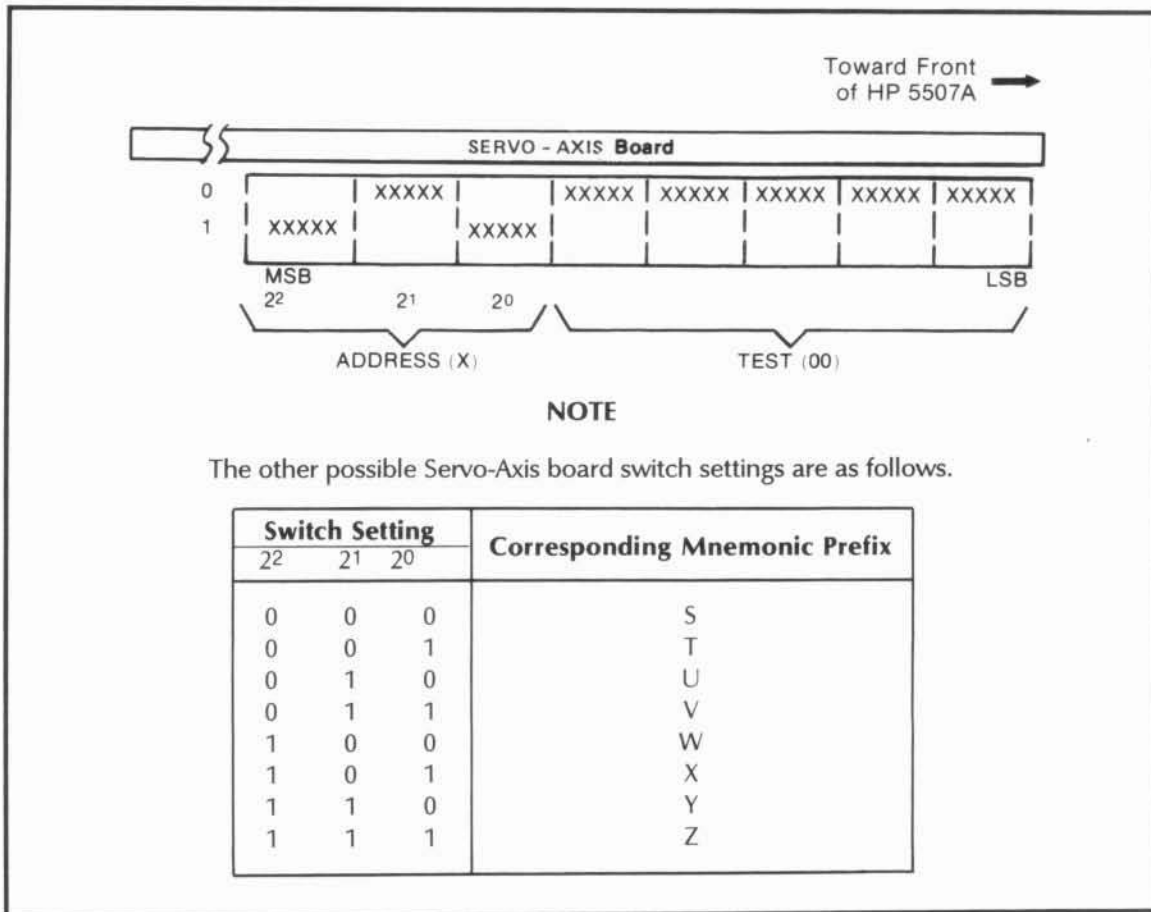 Toward Front
of HP 5507A
SERVO - AXIS Board
0 XXXXX XXXXX XXXXX XXXXX XXXXX XXXXX
1 XXXXX XXXXX
MSB LSB
2² 2¹ 2⁰
ADDRESS (X) TEST (00)
NOTE
The other possible Servo-Axis board switch settings are as follows.
Switch Setting Corresponding Mnemonic Prefix
2² 2¹ 2⁰
0 0 0 S
0 0 1 T
0 1 0 U
0 1 1 V
1 0 0 W
1 0 1 X
1 1 0 Y
1 1 1 Z